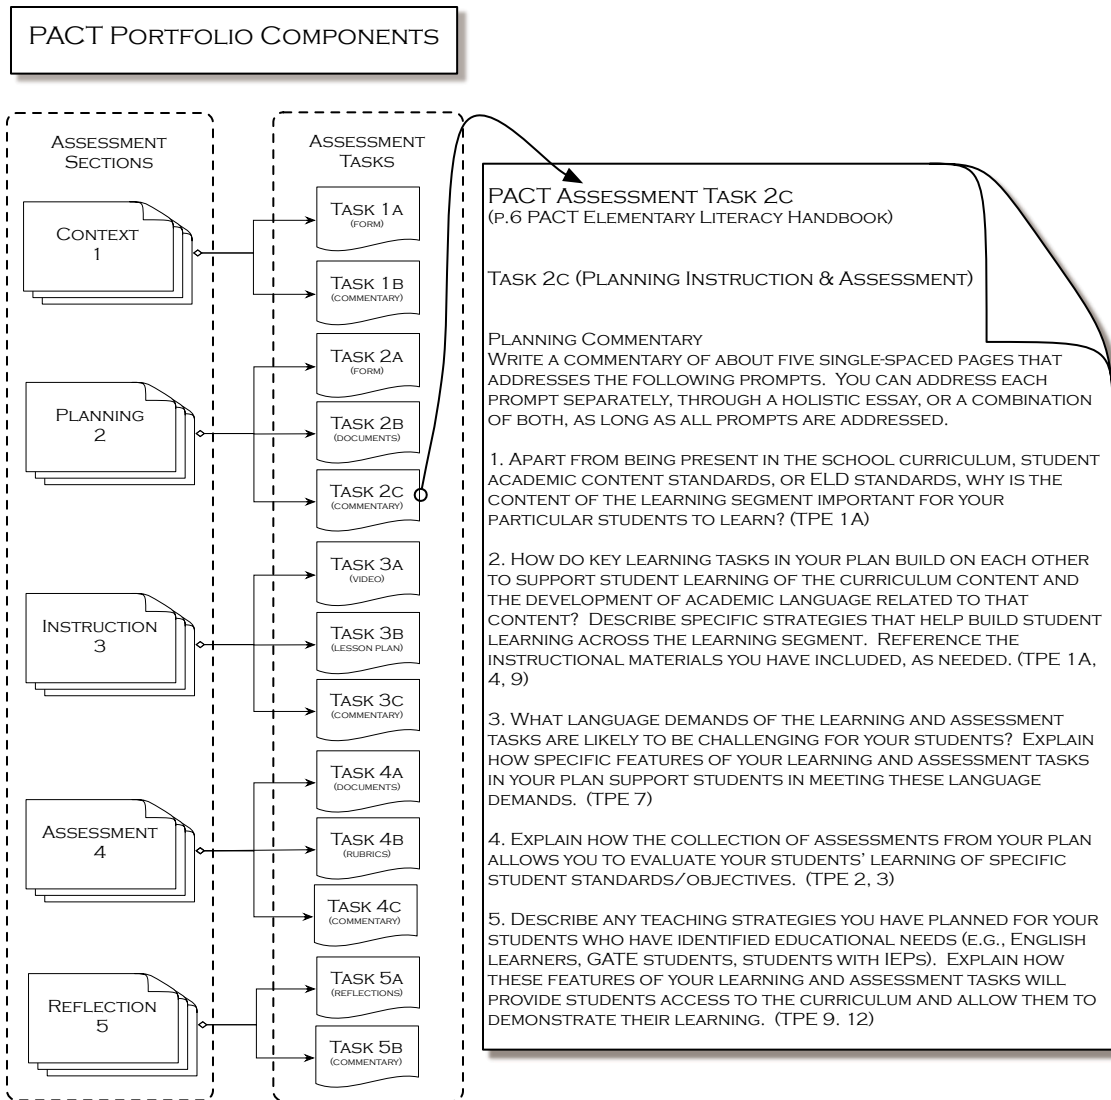 PACT Portfolio Components
Assessment
Sections
Context
1
Planning
2
Instruction
3
Assessment
4
Reflection
5
Assessment
Tasks
Task 1a
(form)
Task 1b
(commentary)
Task 2a
(form)
Task 2b
(documents)
Task 2c
(commentary)
Task 3a
(video)
Task 3b
(lesson plan)
Task 3c
(commentary)
Task 4a
(documents)
Task 4b
(rubrics)
Task 4c
(commentary)
Task 5a
(reflections)
Task 5b
(commentary)
PACT Assessment Task 2c
(p.6 PACT Elementary Literacy Handbook)
Task 2c (Planning Instruction & Assessment)
Planning Commentary
Write a commentary of about five single-spaced pages that
addresses the following prompts. You can address each
prompt separately, through a holistic essay, or a combination
of both, as long as all prompts are addressed.
1. Apart from being present in the school curriculum, student
academic content standards, or ELD standards, why is the
content of the learning segment important for your
particular students to learn? (TPE 1A)
2. How do key learning tasks in your plan build on each other
to support student learning of the curriculum content and
the development of academic language related to that
content? Describe specific strategies that help build student
learning across the learning segment. Reference the
instructional materials you have included, as needed. (TPE 1A,
4, 9)
3. What language demands of the learning and assessment
tasks are likely to be challenging for your students? Explain
how specific features of your learning and assessment tasks
in your plan support students in meeting these language
demands. (TPE 7)
4. Explain how the collection of assessments from your plan
allows you to evaluate your students' learning of specific
student standards/objectives. (TPE 2, 3)
5. Describe any teaching strategies you have planned for your
students who have identified educational needs (e.g., English
learners, GATE students, students with IEPs). Explain how
these features of your learning and assessment tasks will
provide students access to the curriculum and allow them to
demonstrate their learning. (TPE 9. 12)